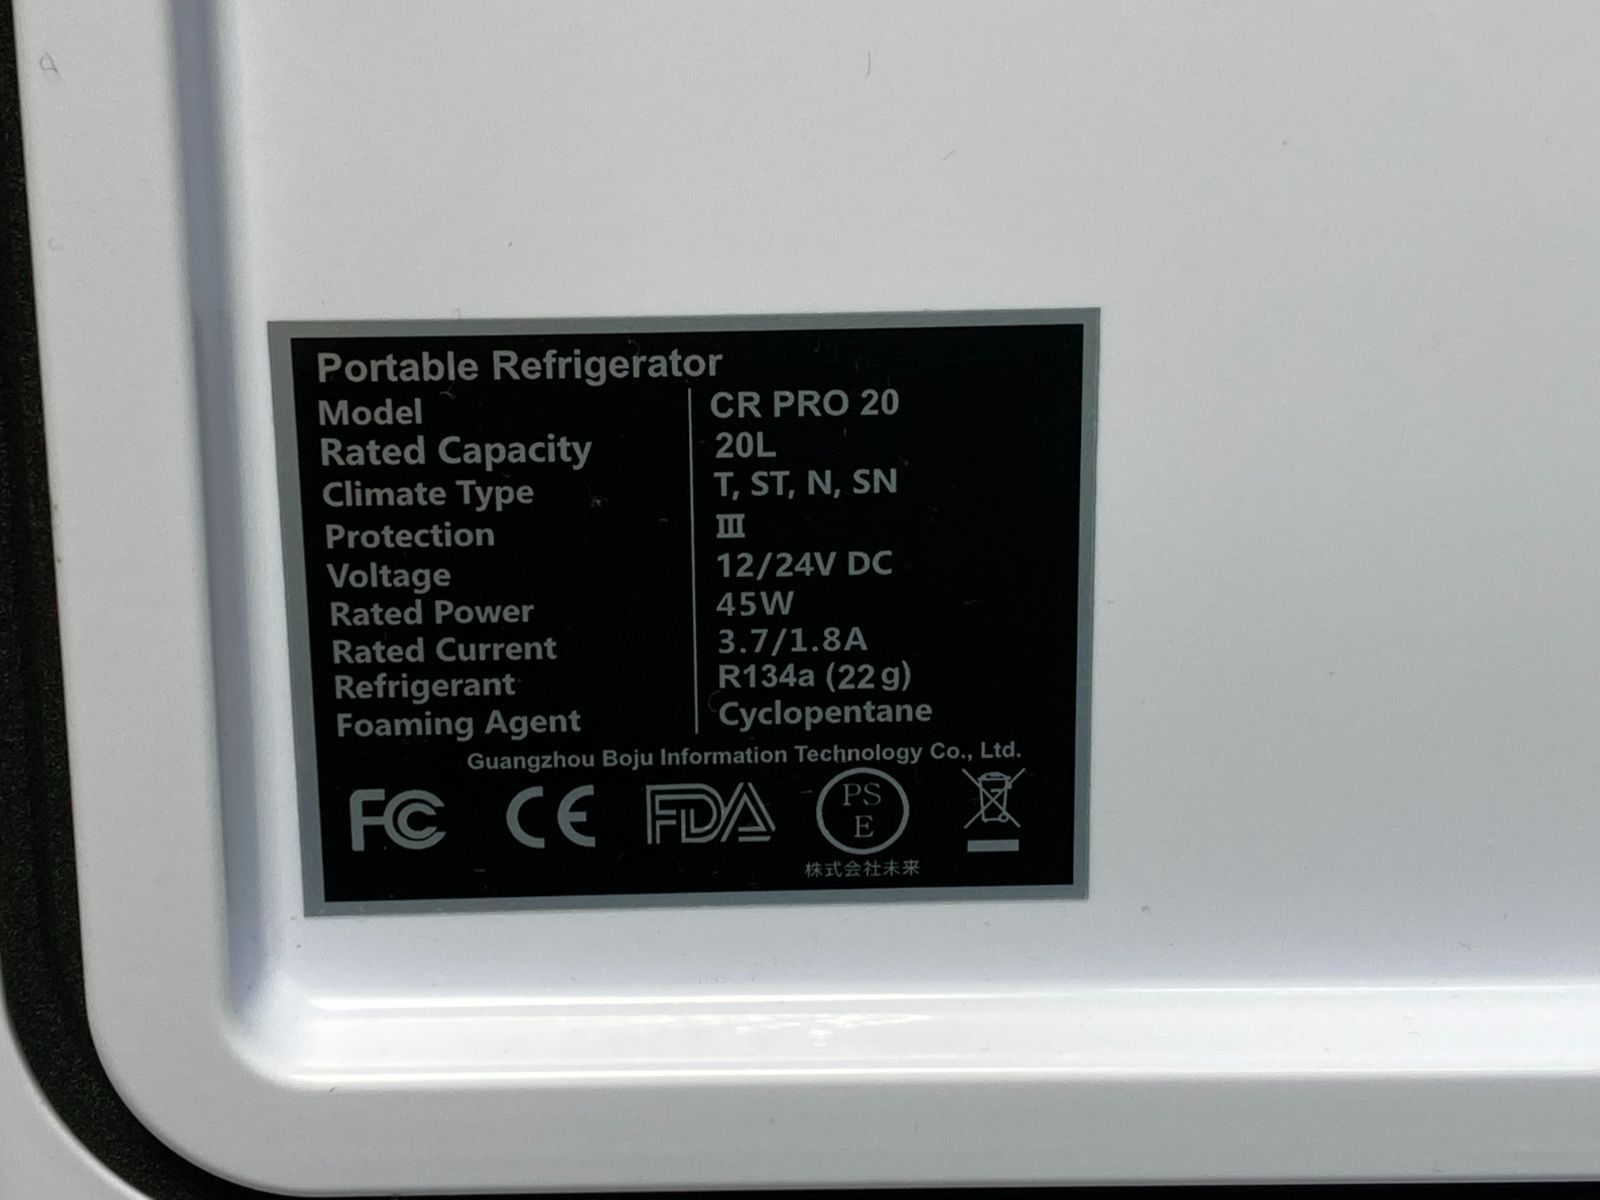 Portable Refrigerator
Model CR PRO 20
Rated Capacity 20L
Climate Type T, ST, N, SN
Protection III
Voltage 12/24V DC
Rated Power 45W
Rated Current 3.7/1.8A
Refrigerant R134a (22g)
Foaming Agent Cyclopentane
Guangzhou Boju Information Technology Co., Ltd.
FC CE FDA PS E
株式会社未来